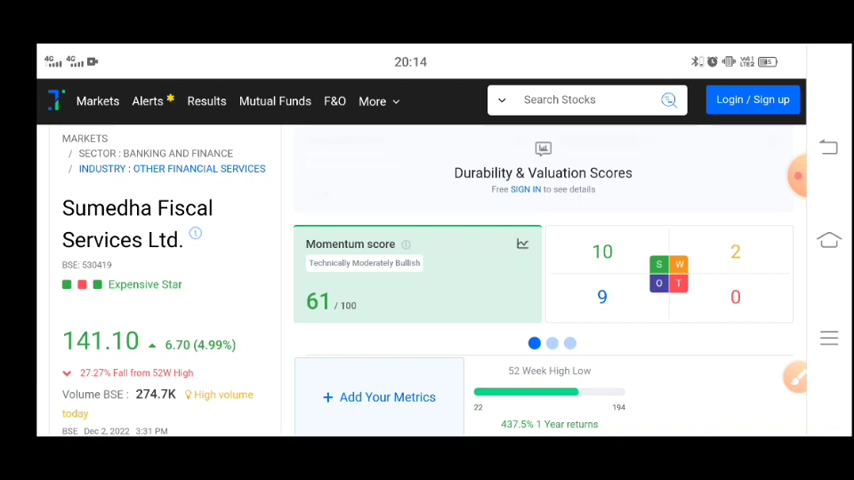 20:14
Markets Alerts Results Mutual Funds F&O More Search Stocks Login / Sign up
MARKETS
/ SECTOR : BANKING AND FINANCE
/ INDUSTRY : OTHER FINANCIAL SERVICES
Sumedha Fiscal
Services Ltd.
BSE: 530419
Expensive Star
141.10 6.70 (4.99%)
27.27% Fall from 52W High
Volume BSE : 274.7K High volume
today
BSE Dec 2, 2022 3:31 PM
Durability & Valuation Scores
Free SIGN IN to see details
Momentum score
Technically Moderately Bullish
61 / 100
10 2
S W
O T
9 0
+ Add Your Metrics
52 Week High Low
22 194
437.5% 1 Year returns